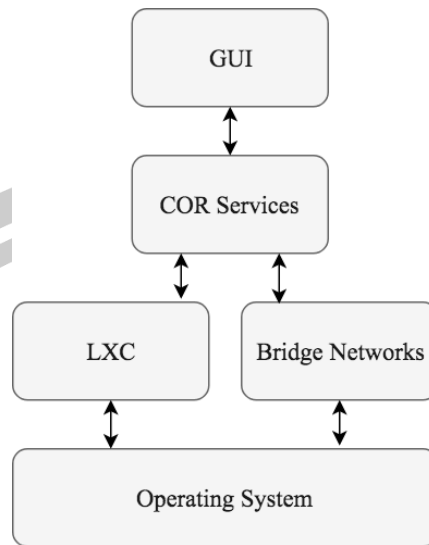 GUI
COR Services
LXC
Bridge Networks
Operating System